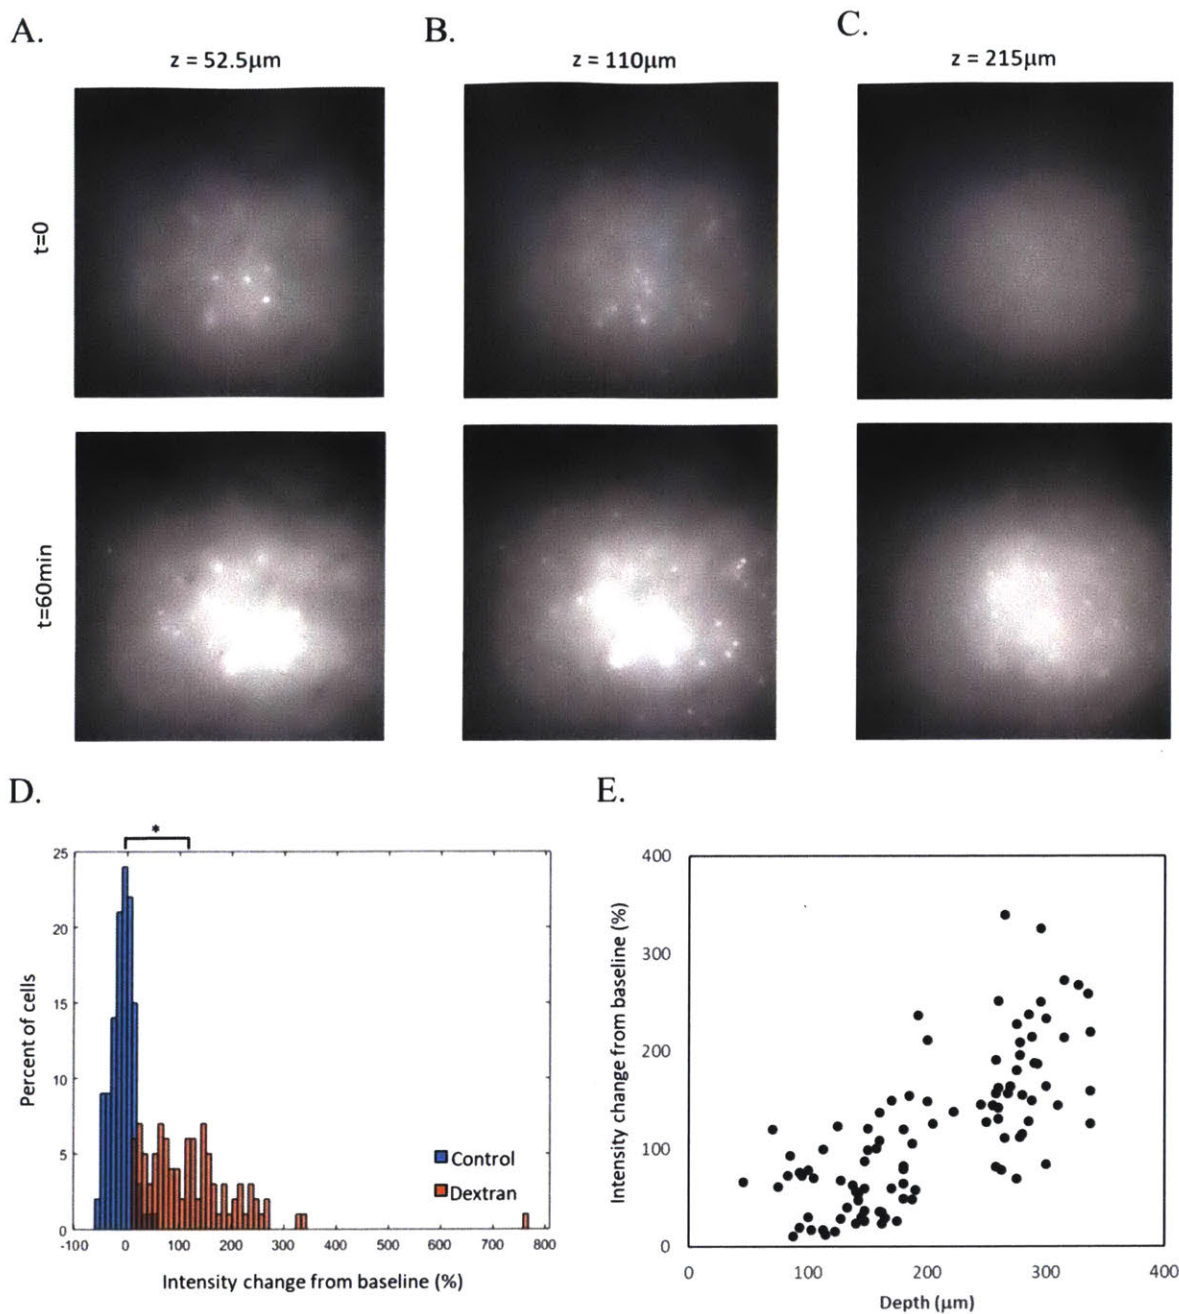 A.
B.
C.
z = 52.5μm
z = 110μm
z = 215μm
t=0
t=60min
D.
E.
*
25
20
15
10
5
0
Percent of cells
Control
Dextran
-100 0 100 200 300 400 500 600 700 800
Intensity change from baseline (%)
400
300
200
100
0
Intensity change from baseline (%)
0 100 200 300 400
Depth (μm)